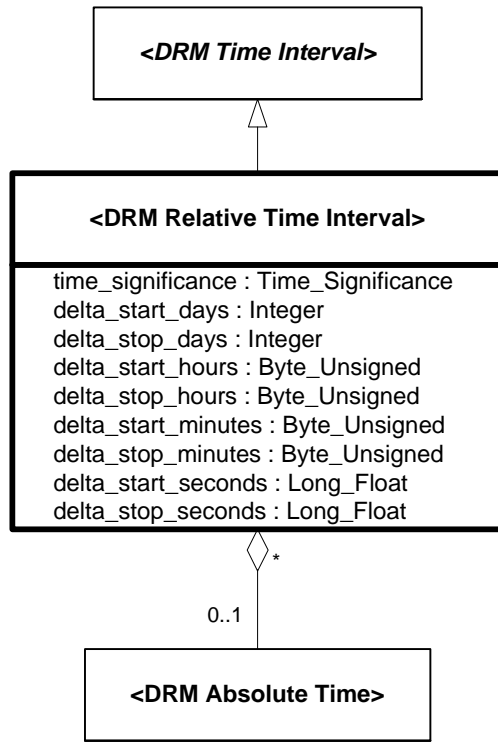 <DRM Time Interval>
<DRM Relative Time Interval>
time_significance : Time_Significance
delta_start_days : Integer
delta_stop_days : Integer
delta_start_hours : Byte_Unsigned
delta_stop_hours : Byte_Unsigned
delta_start_minutes : Byte_Unsigned
delta_stop_minutes : Byte_Unsigned
delta_start_seconds : Long_Float
delta_stop_seconds : Long_Float
*
0..1
<DRM Absolute Time>